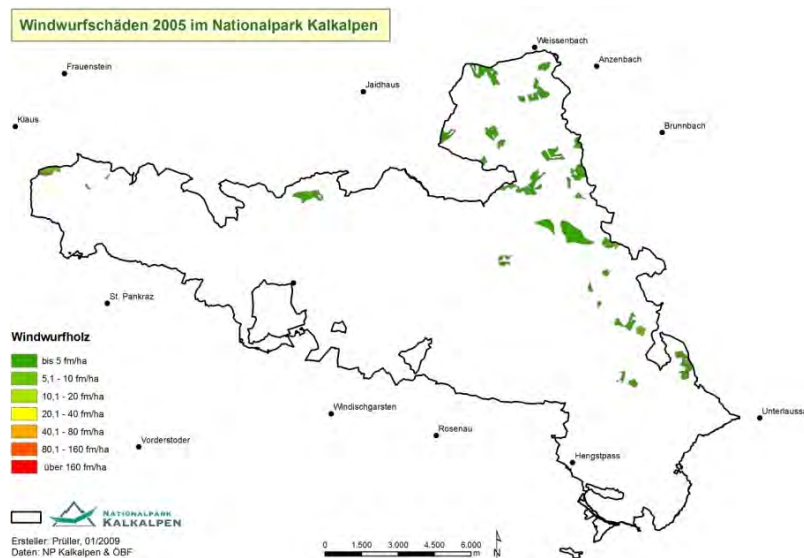 Windwurfschäden 2005 im Nationalpark Kalkalpen
Weissenbach
Frauenstein
Anzenbach
Jaidhaus
Klaus
Brunnbach
St. Pankraz
Windwurfholz
bis 5 fm/ha
5,1 - 10 fm/ha
10,1 - 20 fm/ha
20,1 - 40 fm/ha
40,1 - 80 fm/ha
80,1 - 160 fm/ha
über 160 fm/ha
Windischgarsten
Unterlaussa
Rosenau
Vorderstoder
Hengstpass
NATIONALPARK
KALKALPEN
Ersteller: Prüller, 01/2009
Daten: NP Kalkalpen & ÖBF
0 1.500 3.000 4.500 6.000
m
N